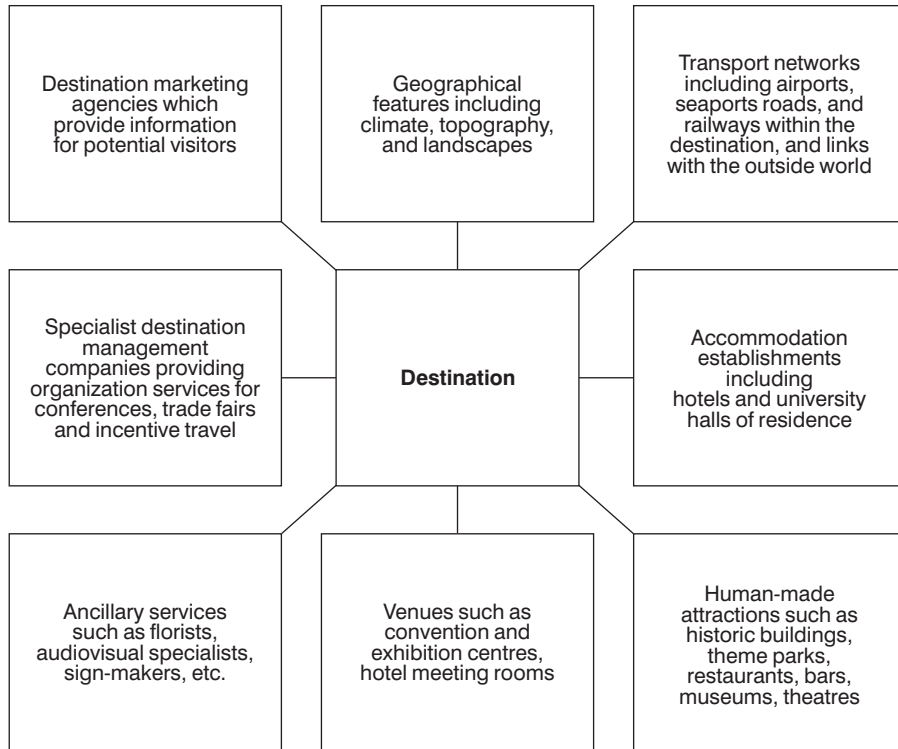 Destination marketing
agencies which
provide information
for potential visitors
Geographical
features including
climate, topography,
and landscapes
Transport networks
including airports,
seaports roads, and
railways within the
destination, and links
with the outside world
Specialist destination
management
companies providing
organization services for
conferences, trade fairs
and incentive travel
Destination
Accommodation
establishments
including
hotels and university
halls of residence
Ancillary services
such as florists,
audiovisual specialists,
sign-makers, etc.
Venues such as
convention and
exhibition centres,
hotel meeting rooms
Human-made
attractions such as
historic buildings,
theme parks,
restaurants, bars,
museums, theatres